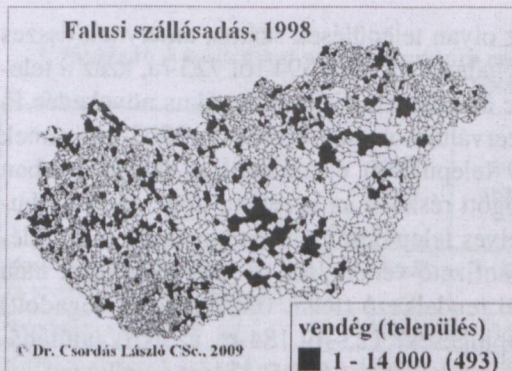 Falusi szállásadás, 1998
vendég (település)
1 - 14 000 (493)
© Dr. Csordás László CSc., 2009